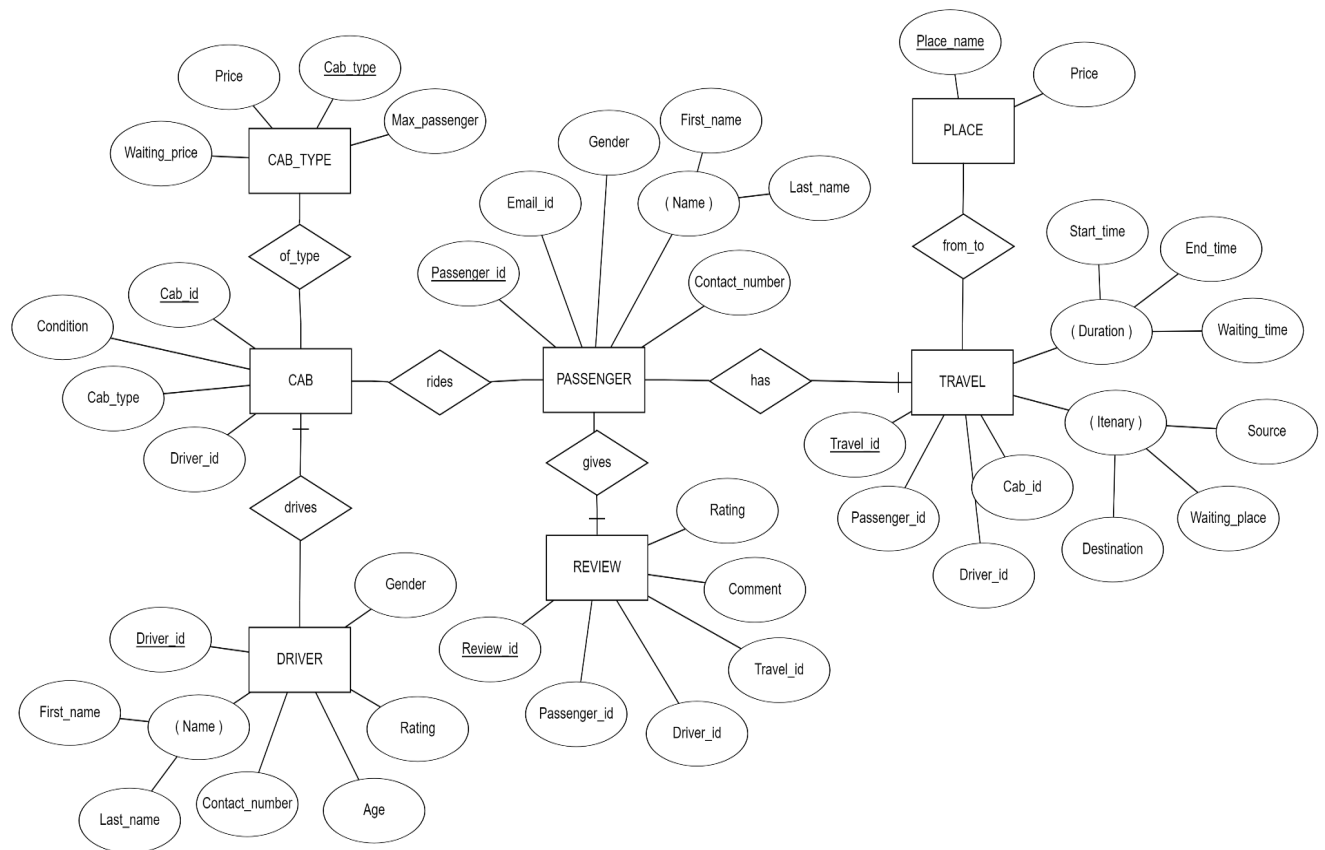 Place_name
Price
PLACE
Price
Cab_type
Max_passenger
Waiting_price
CAB_TYPE
First_name
Gender
( Name )
Last_name
Email_id
of_type
from_to
Start_time
End_time
Passenger_id
Contact_number
Cab_id
Condition
( Duration )
Waiting_time
CAB
rides
PASSENGER
has
TRAVEL
Cab_type
( Itenary )
Source
Driver_id
Travel_id
gives
Cab_id
drives
Rating
Passenger_id
Waiting_place
Destination
REVIEW
Driver_id
Gender
Comment
Driver_id
Review_id
DRIVER
Travel_id
First_name
( Name )
Rating
Passenger_id
Driver_id
Last_name
Contact_number
Age